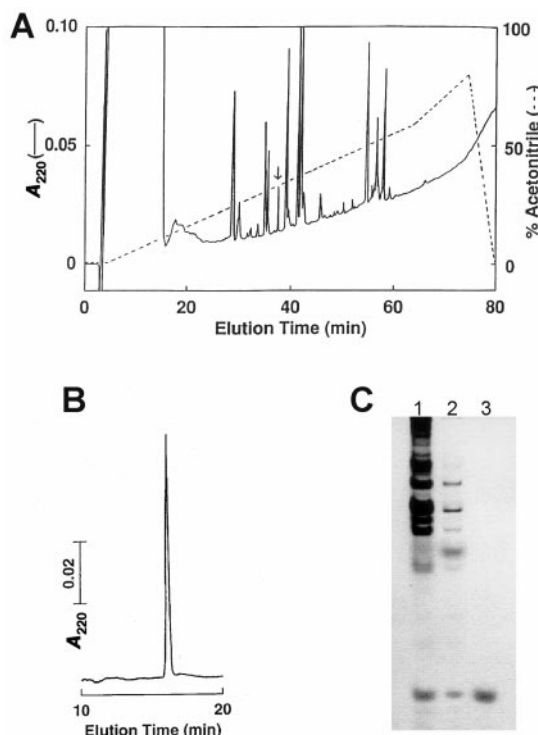 A
0.10
0.05
0
A220 (—)
100
50
0
% Acetonitrile (---)
0 20 40 60 80
Elution Time (min)
B
0.02
A220
10 20
Elution Time (min)
C
1 2 3